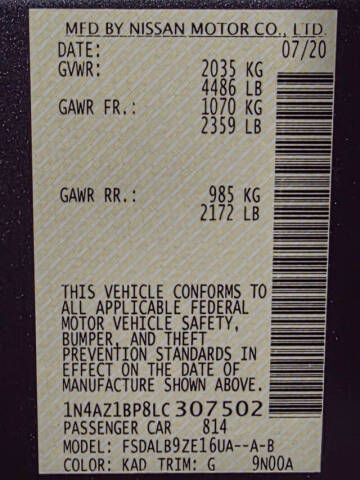 MFD BY NISSAN MOTOR CO., LTD.
DATE: 07/20
GVWR: 2035 KG
4486 LB
GAWR FR.: 1070 KG
2359 LB
GAWR RR.: 985 KG
2172 LB
THIS VEHICLE CONFORMS TO
ALL APPLICABLE FEDERAL
MOTOR VEHICLE SAFETY,
BUMPER, AND THEFT
PREVENTION STANDARDS IN
EFFECT ON THE DATE OF
MANUFACTURE SHOWN ABOVE.
1N4AZ1BP8LC307502
PASSENGER CAR 814
MODEL: FSDALB9ZE16UA--A-B
COLOR: KAD TRIM: G 9N00A